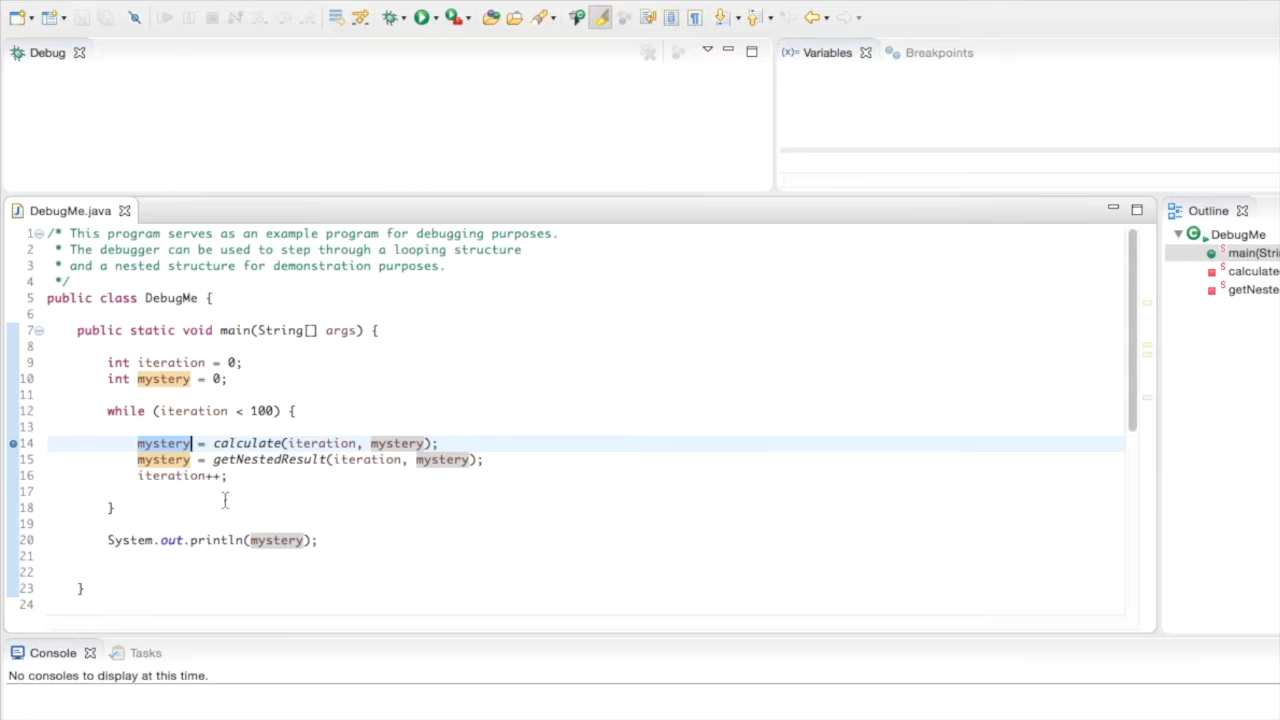 Debug
(x)= Variables
Breakpoints
DebugMe.java
1 /* This program serves as an example program for debugging purposes.
2 * The debugger can be used to step through a looping structure
3 * and a nested structure for demonstration purposes.
4 */
5 public class DebugMe {
6
7 public static void main(String[] args) {
8
9 int iteration = 0;
10 int mystery = 0;
11
12 while (iteration < 100) {
13
14 mystery = calculate(iteration, mystery);
15 mystery = getNestedResult(iteration, mystery);
16 iteration++;
17
18 }
19
20 System.out.println(mystery);
21
22
23 }
24
Outline
DebugMe
main(Stri
calculate
getNeste
Console
Tasks
No consoles to display at this time.